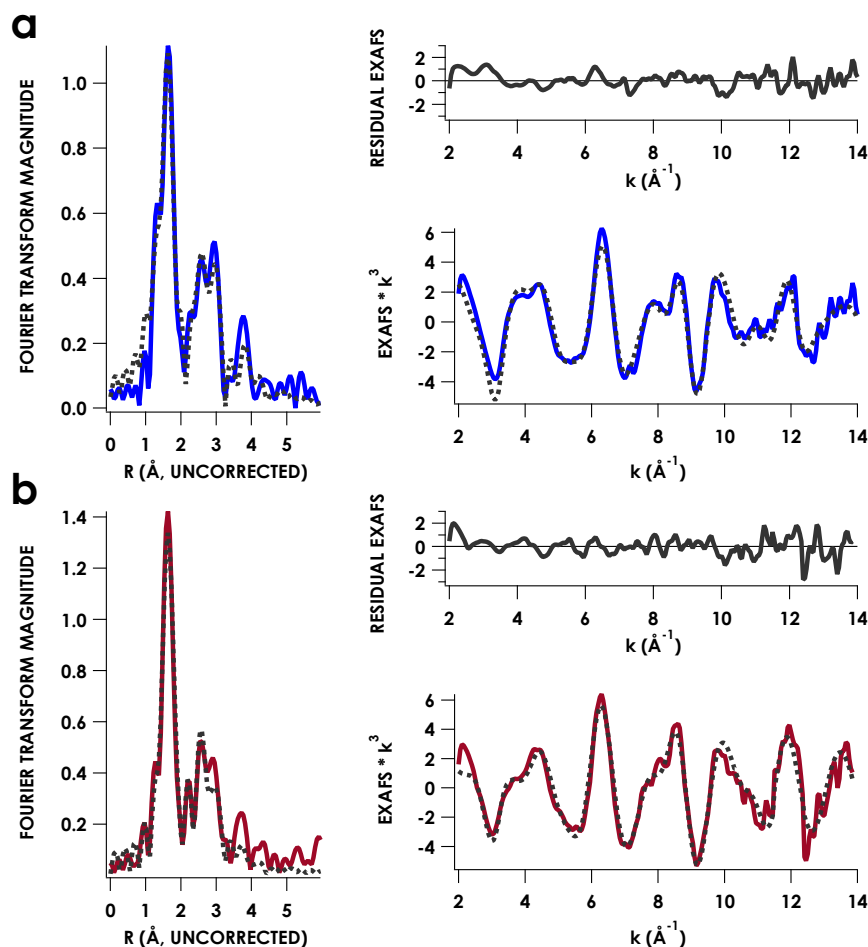 a
FOURIER TRANSFORM MAGNITUDE
1.0
0.8
0.6
0.4
0.2
0.0
0 1 2 3 4 5
R (Å, UNCORRECTED)
RESIDUAL EXAFS
2
0
-2
2 4 6 8 10 12 14
k (Å⁻¹)
EXAFS * k³
6
4
2
0
-2
-4
2 4 6 8 10 12 14
k (Å⁻¹)
b
FOURIER TRANSFORM MAGNITUDE
1.4
1.2
1.0
0.8
0.6
0.4
0.2
0 1 2 3 4 5
R (Å, UNCORRECTED)
RESIDUAL EXAFS
2
0
-2
2 4 6 8 10 12 14
k (Å⁻¹)
EXAFS * k³
6
4
2
0
-2
-4
2 4 6 8 10 12 14
k (Å⁻¹)